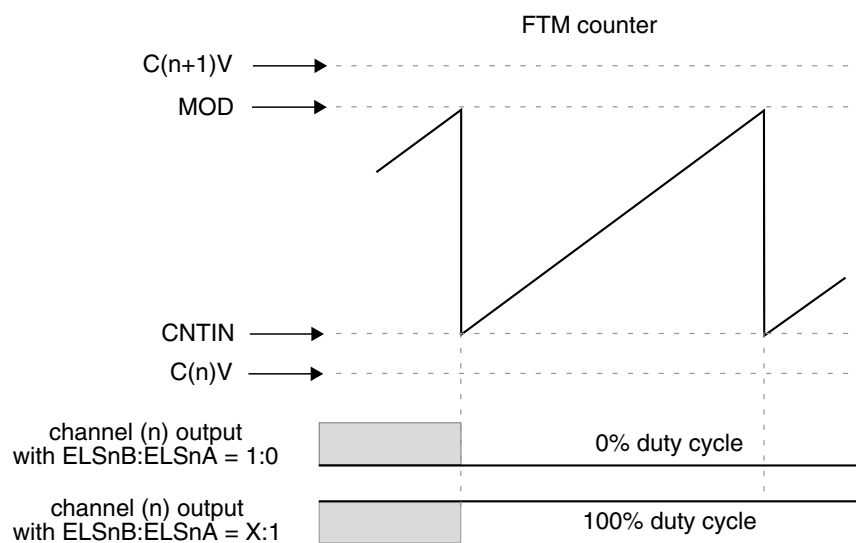 FTM counter
C(n+1)V
MOD
CNTIN
C(n)V
channel (n) output
with ELSnB:ELSnA = 1:0
0% duty cycle
channel (n) output
with ELSnB:ELSnA = X:1
100% duty cycle